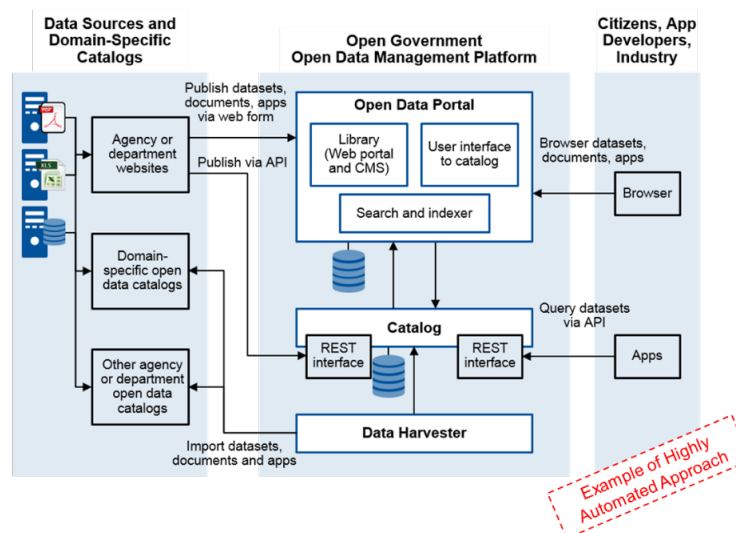 Data Sources and
Domain-Specific
Catalogs
Open Government
Open Data Management Platform
Citizens, App
Developers,
Industry
PDF
XLS
Agency or
department
websites
Domain-
specific open
data catalogs
Other agency
or department
open data
catalogs
Publish datasets,
documents, apps
via web form
Publish via API
Import datasets,
documents and apps
Open Data Portal
Library
(Web portal
and CMS)
User interface
to catalog
Search and indexer
Catalog
REST
interface
REST
interface
Data Harvester
Browser datasets,
documents, apps
Browser
Query datasets
via API
Apps
Example of Highly
Automated Approach